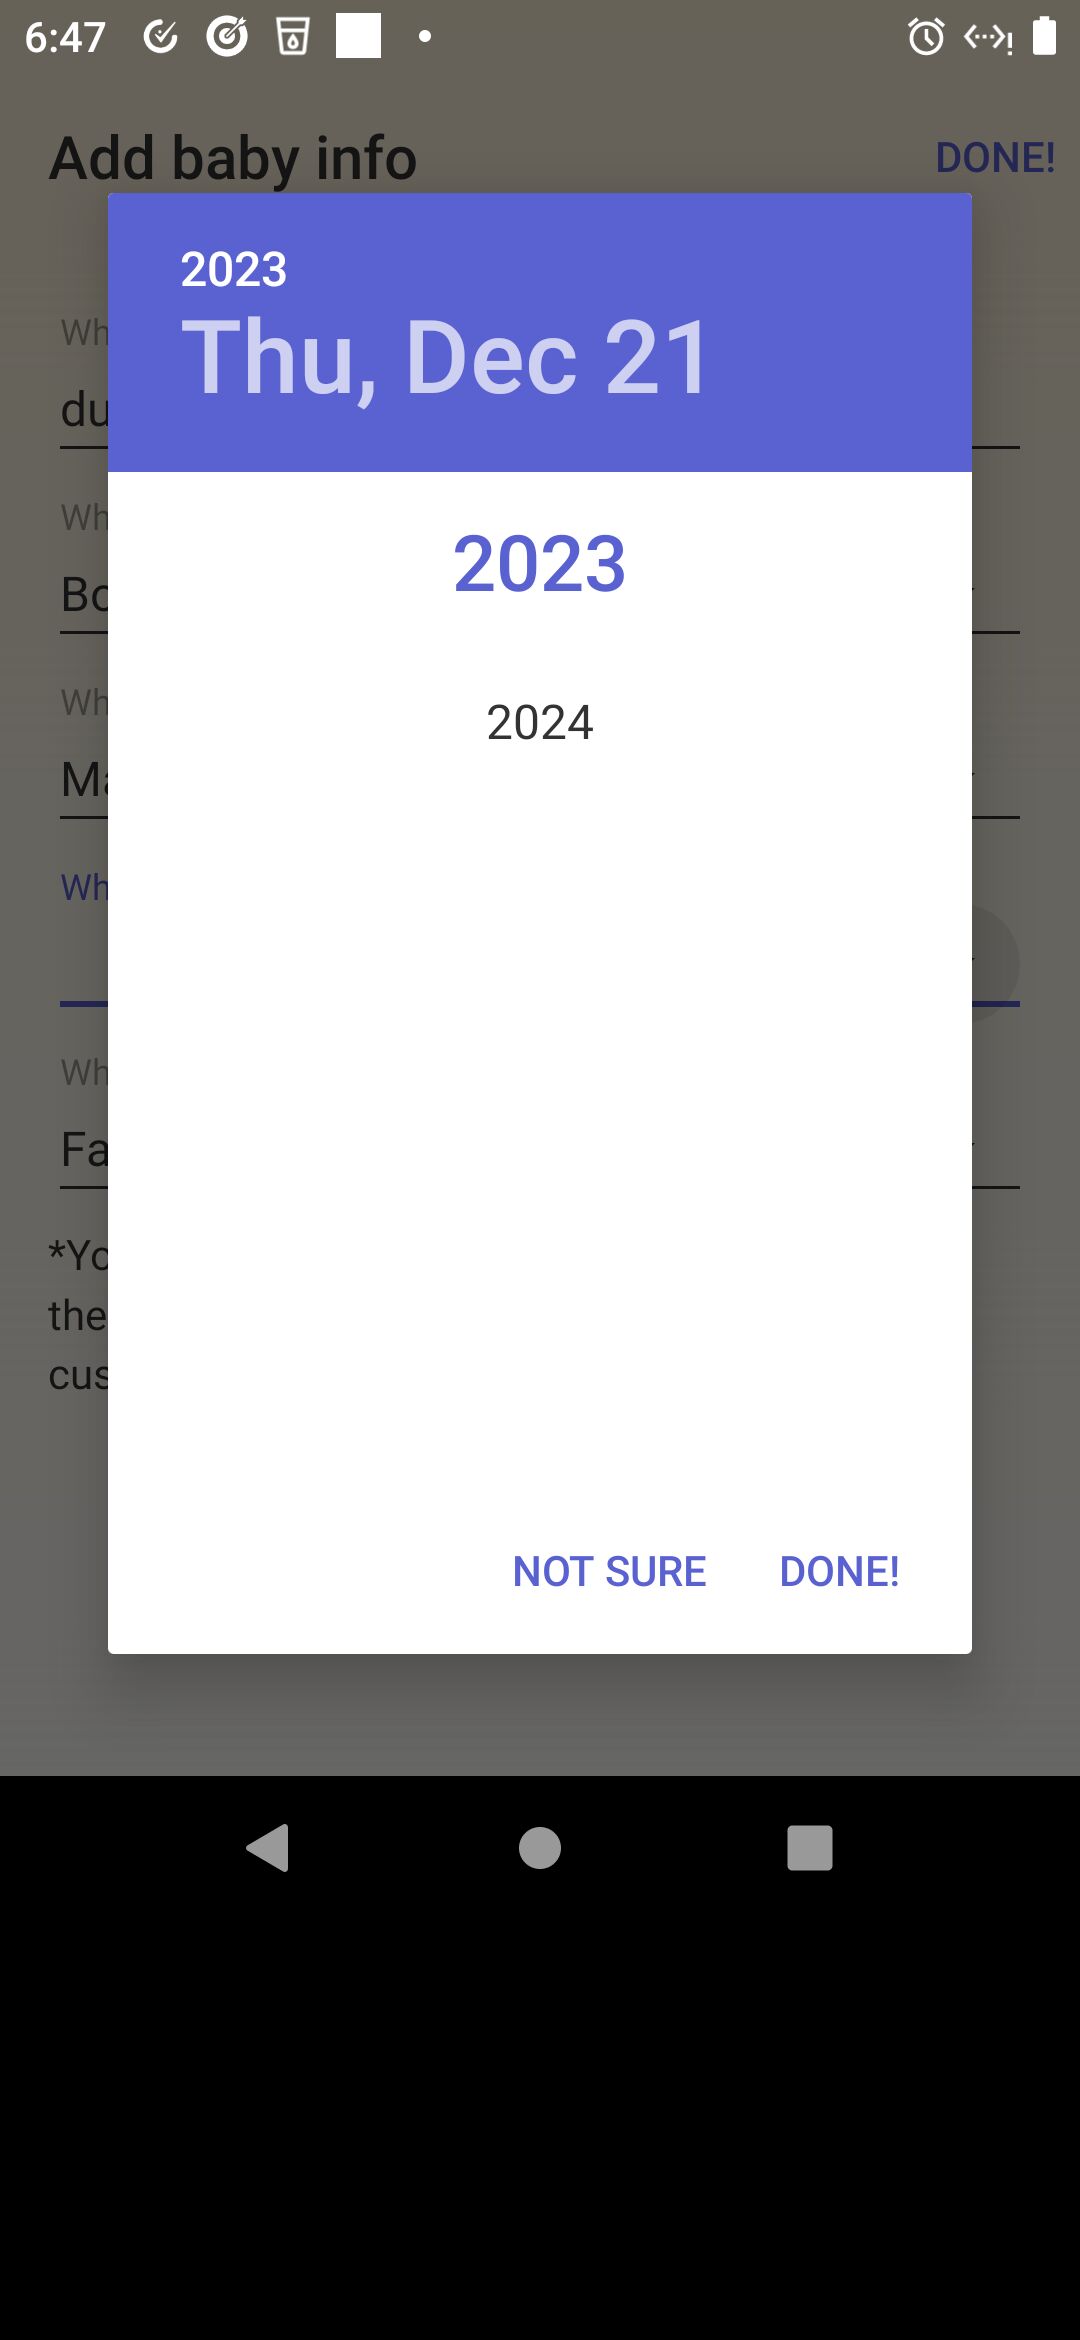 6:47
Add baby info
DONE!
2023
Thu, Dec 21
Wh
du
Wh
Bo
Wh
Ma
Wh
Wh
Fa
*Yo
the
cus
2023
2024
NOT SURE
DONE!